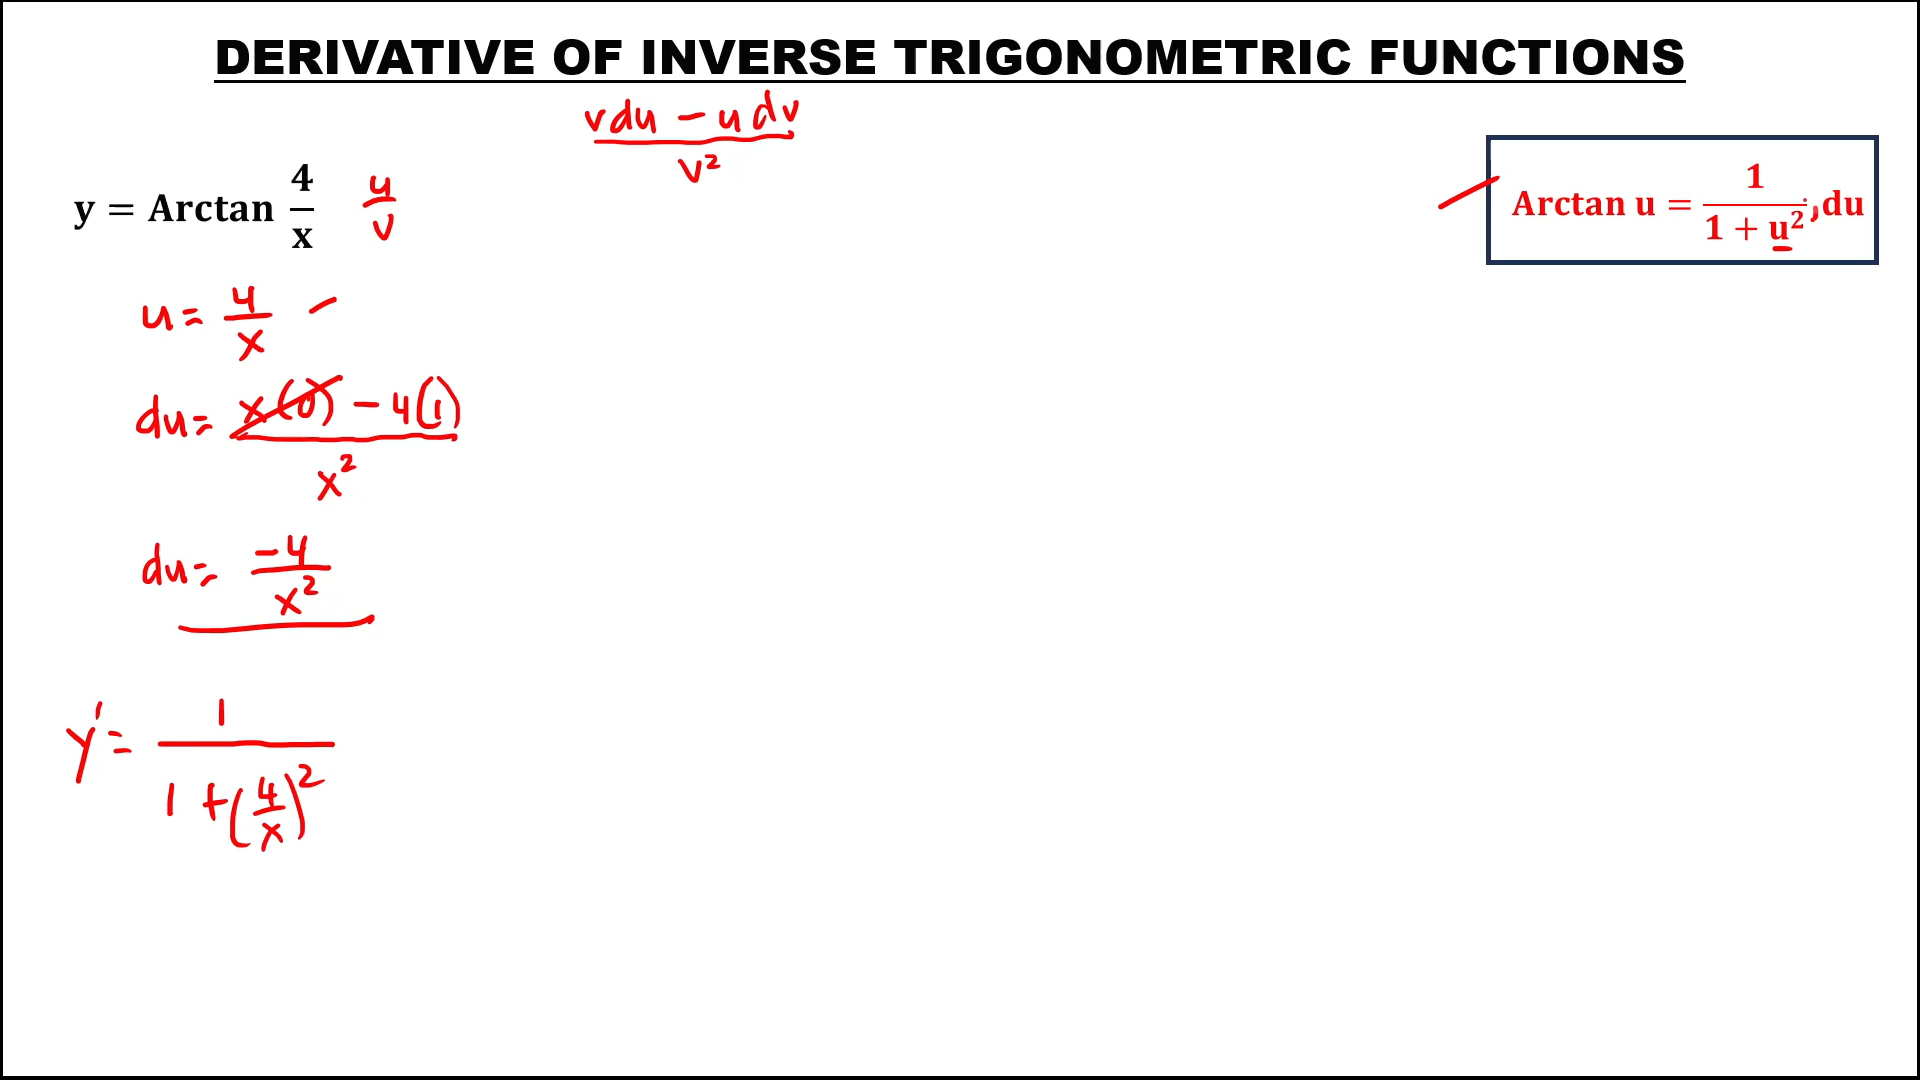 DERIVATIVE OF INVERSE TRIGONOMETRIC FUNCTIONS
vdu - u dv / v²
y = Arctan 4/x u/v
Arctan u = 1/(1 + u²), du
u = 4/x
du = (x(0) - 4(1)) / x²
du = -4/x²
y' = 1/(1 + (4/x)²)